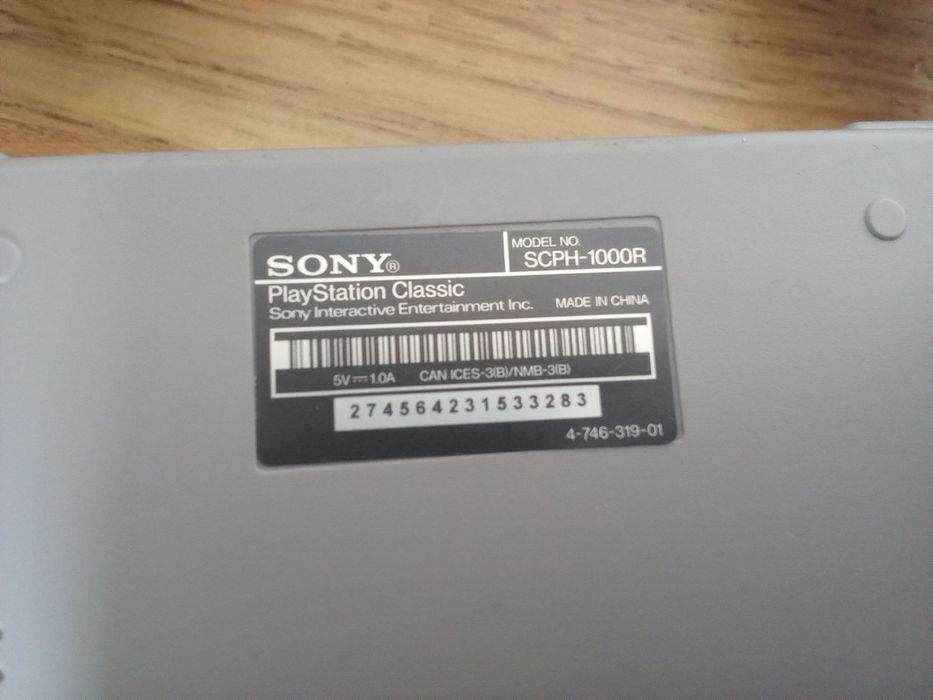 SONY®
MODEL NO.
SCPH-1000R
PlayStation Classic
Sony Interactive Entertainment Inc.
MADE IN CHINA
5V⎓1.0A CAN ICES-3(B)/NMB-3(B)
274564231533283
4-746-319-01